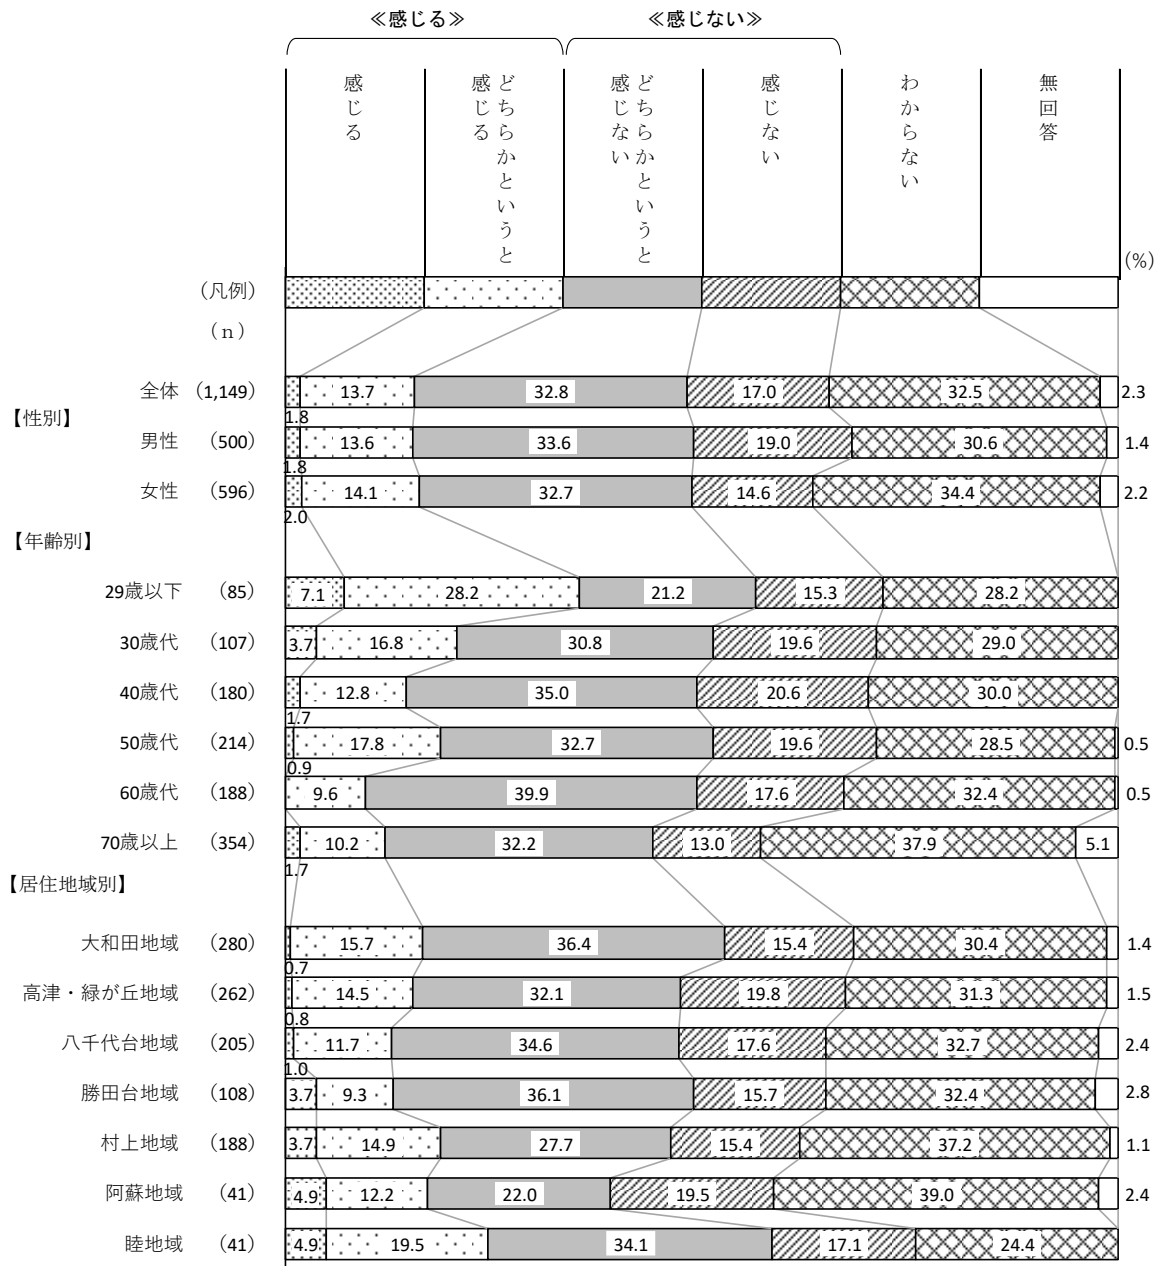 ≪感じる≫ ≪感じない≫
感じる
どちらかというと
感じる
どちらかというと
感じない
感じない
わからない
無回答
(%)
(凡例)
(ｎ)
全体 (1,149) 13.7 32.8 17.0 32.5 2.3
【性別】
1.8
男性 (500) 13.6 33.6 19.0 30.6 1.4
1.8
女性 (596) 14.1 32.7 14.6 34.4 2.2
2.0
【年齢別】
29歳以下 (85) 7.1 28.2 21.2 15.3 28.2
30歳代 (107) 3.7 16.8 30.8 19.6 29.0
40歳代 (180) 12.8 35.0 20.6 30.0
1.7
50歳代 (214) 17.8 32.7 19.6 28.5 0.5
0.9
60歳代 (188) 9.6 39.9 17.6 32.4 0.5
70歳以上 (354) 10.2 32.2 13.0 37.9 5.1
1.7
【居住地域別】
大和田地域 (280) 15.7 36.4 15.4 30.4 1.4
0.7
高津・緑が丘地域 (262) 14.5 32.1 19.8 31.3 1.5
0.8
八千代台地域 (205) 11.7 34.6 17.6 32.7 2.4
1.0
勝田台地域 (108) 3.7 9.3 36.1 15.7 32.4 2.8
村上地域 (188) 3.7 14.9 27.7 15.4 37.2 1.1
阿蘇地域 (41) 4.9 12.2 22.0 19.5 39.0 2.4
睦地域 (41) 4.9 19.5 34.1 17.1 24.4